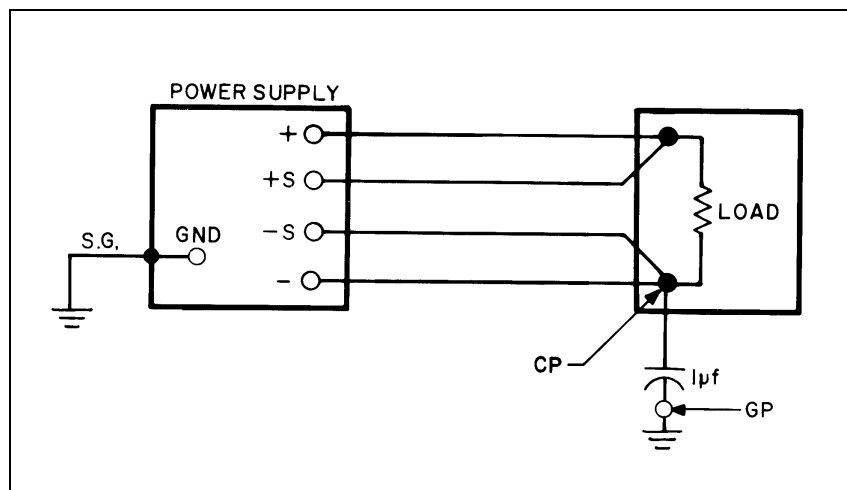 POWER SUPPLY
+
+S
-S
-
S.G,
GND
LOAD
CP
1µf
GP